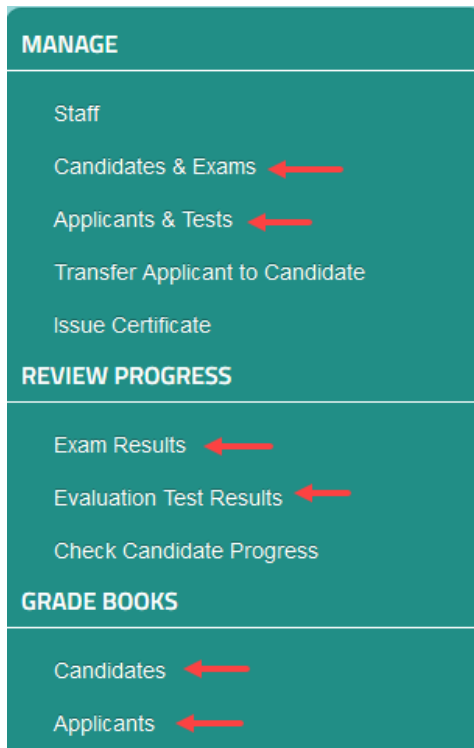 MANAGE
Staff
Candidates & Exams
Applicants & Tests
Transfer Applicant to Candidate
Issue Certificate
REVIEW PROGRESS
Exam Results
Evaluation Test Results
Check Candidate Progress
GRADE BOOKS
Candidates
Applicants